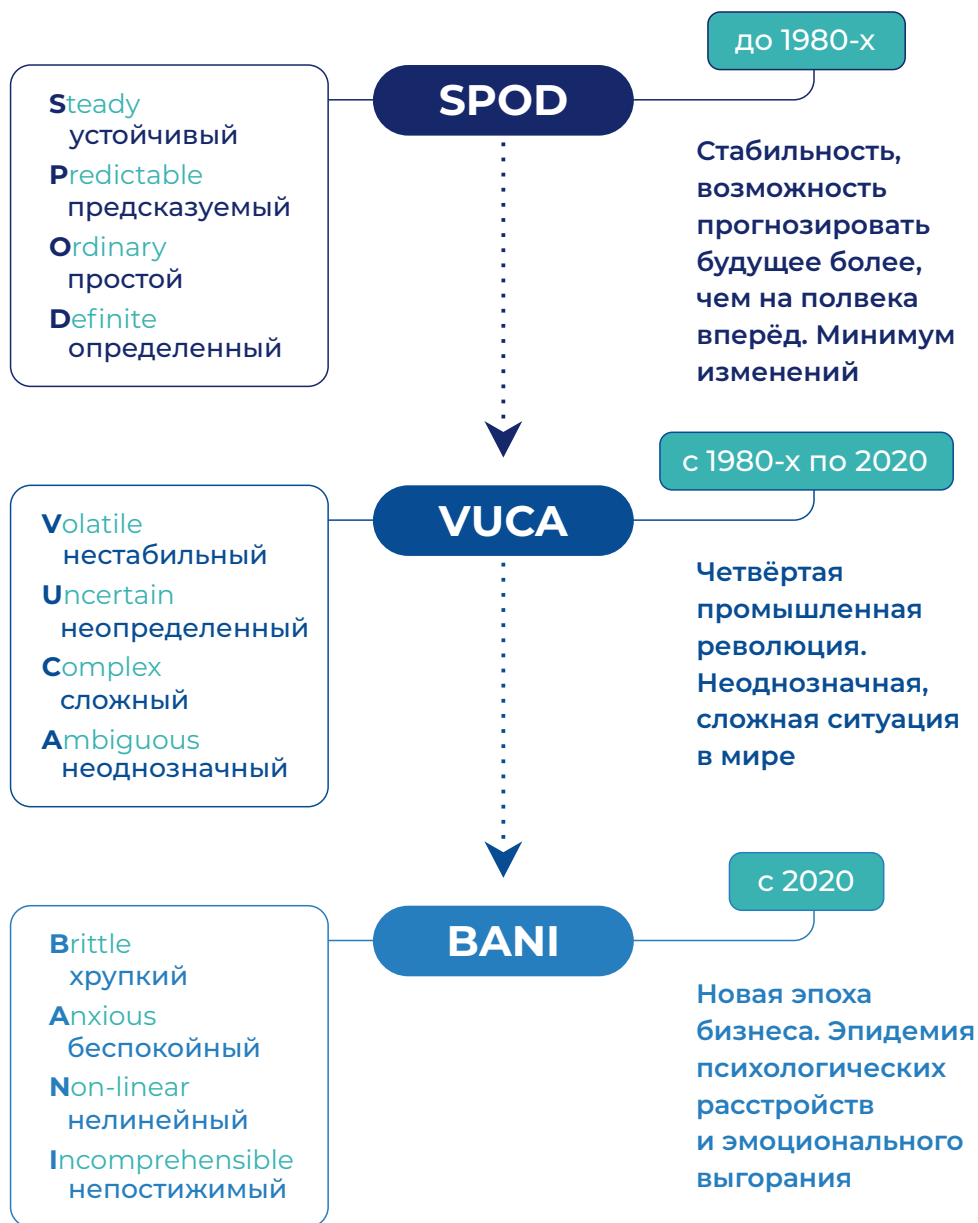 SPOD
до 1980-х
Steady
устойчивый
Predictable
предсказуемый
Ordinary
простой
Definite
определенный
Стабильность,
возможность
прогнозировать
будущее более,
чем на полвека
вперёд. Минимум
изменений
VUCA
с 1980-х по 2020
Volatile
нестабильный
Uncertain
неопределенный
Complex
сложный
Ambiguous
неоднозначный
Четвёртая
промышленная
революция.
Неоднозначная,
сложная ситуация
в мире
BANI
с 2020
Brittle
хрупкий
Anxious
беспокойный
Non-linear
нелинейный
Incomprehensible
непостижимый
Новая эпоха
бизнеса. Эпидемия
психологических
расстройств
и эмоционального
выгорания